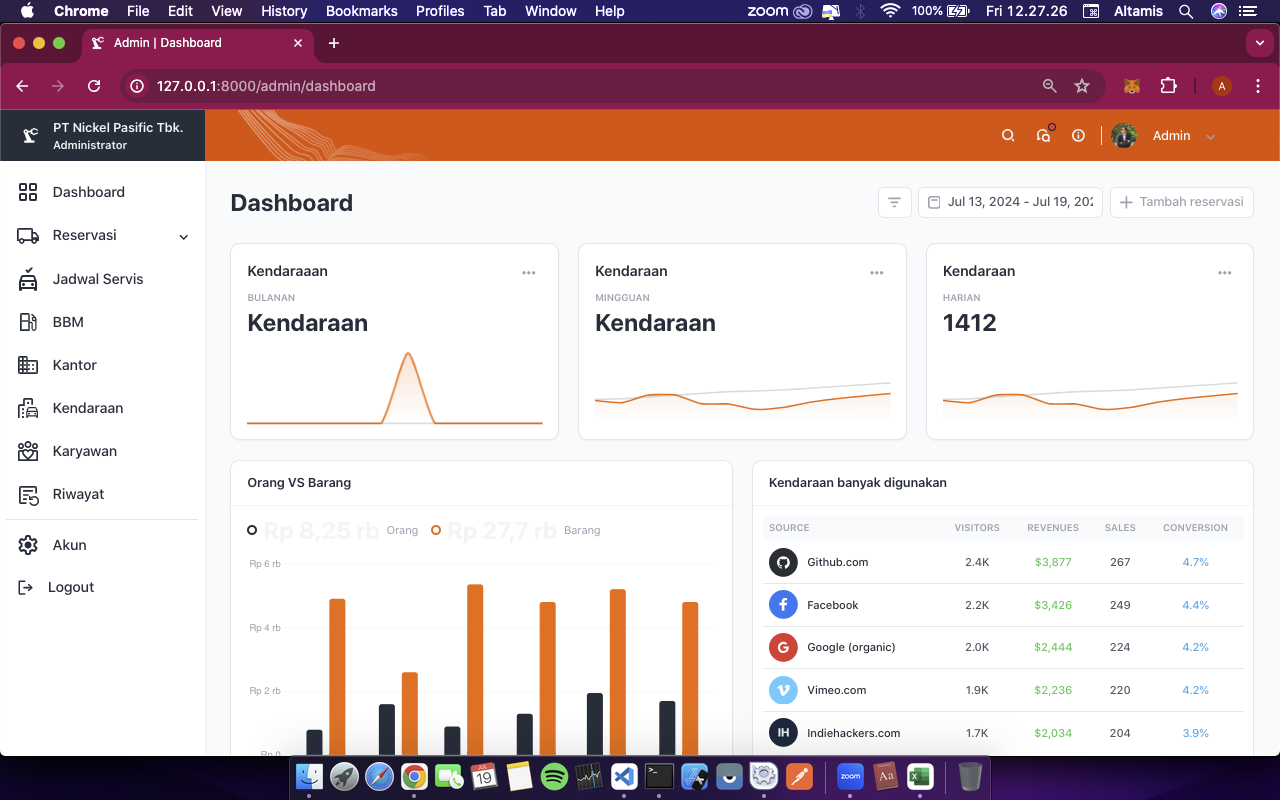 Chrome File Edit View History Bookmarks Profiles Tab Window Help zoom 100% Fri 12.27.26 Altamis
Admin | Dashboard
127.0.0.1:8000/admin/dashboard A
PT Nickel Pasific Tbk.
Administrator
Admin
Dashboard
Reservasi
Jadwal Servis
BBM
Kantor
Kendaraan
Karyawan
Riwayat
Akun
Logout
Dashboard
Jul 13, 2024 - Jul 19, 202
Tambah reservasi
Kendaraaan
BULANAN
Kendaraan
Kendaraan
MINGGUAN
Kendaraan
Kendaraan
HARIAN
1412
Orang VS Barang
Rp 8,25 rb Orang Rp 27,7 rb Barang
Rp 6 rb
Rp 4 rb
Rp 2 rb
Rp 0
Kendaraan banyak digunakan
SOURCE VISITORS REVENUES SALES CONVERSION
Github.com 2.4K $3,877 267 4.7%
Facebook 2.2K $3,426 249 4.4%
G Google (organic) 2.0K $2,444 224 4.2%
Vimeo.com 1.9K $2,236 220 4.2%
IH Indiehackers.com 1.7K $2,034 204 3.9%
JUL
19
zoom
Aa